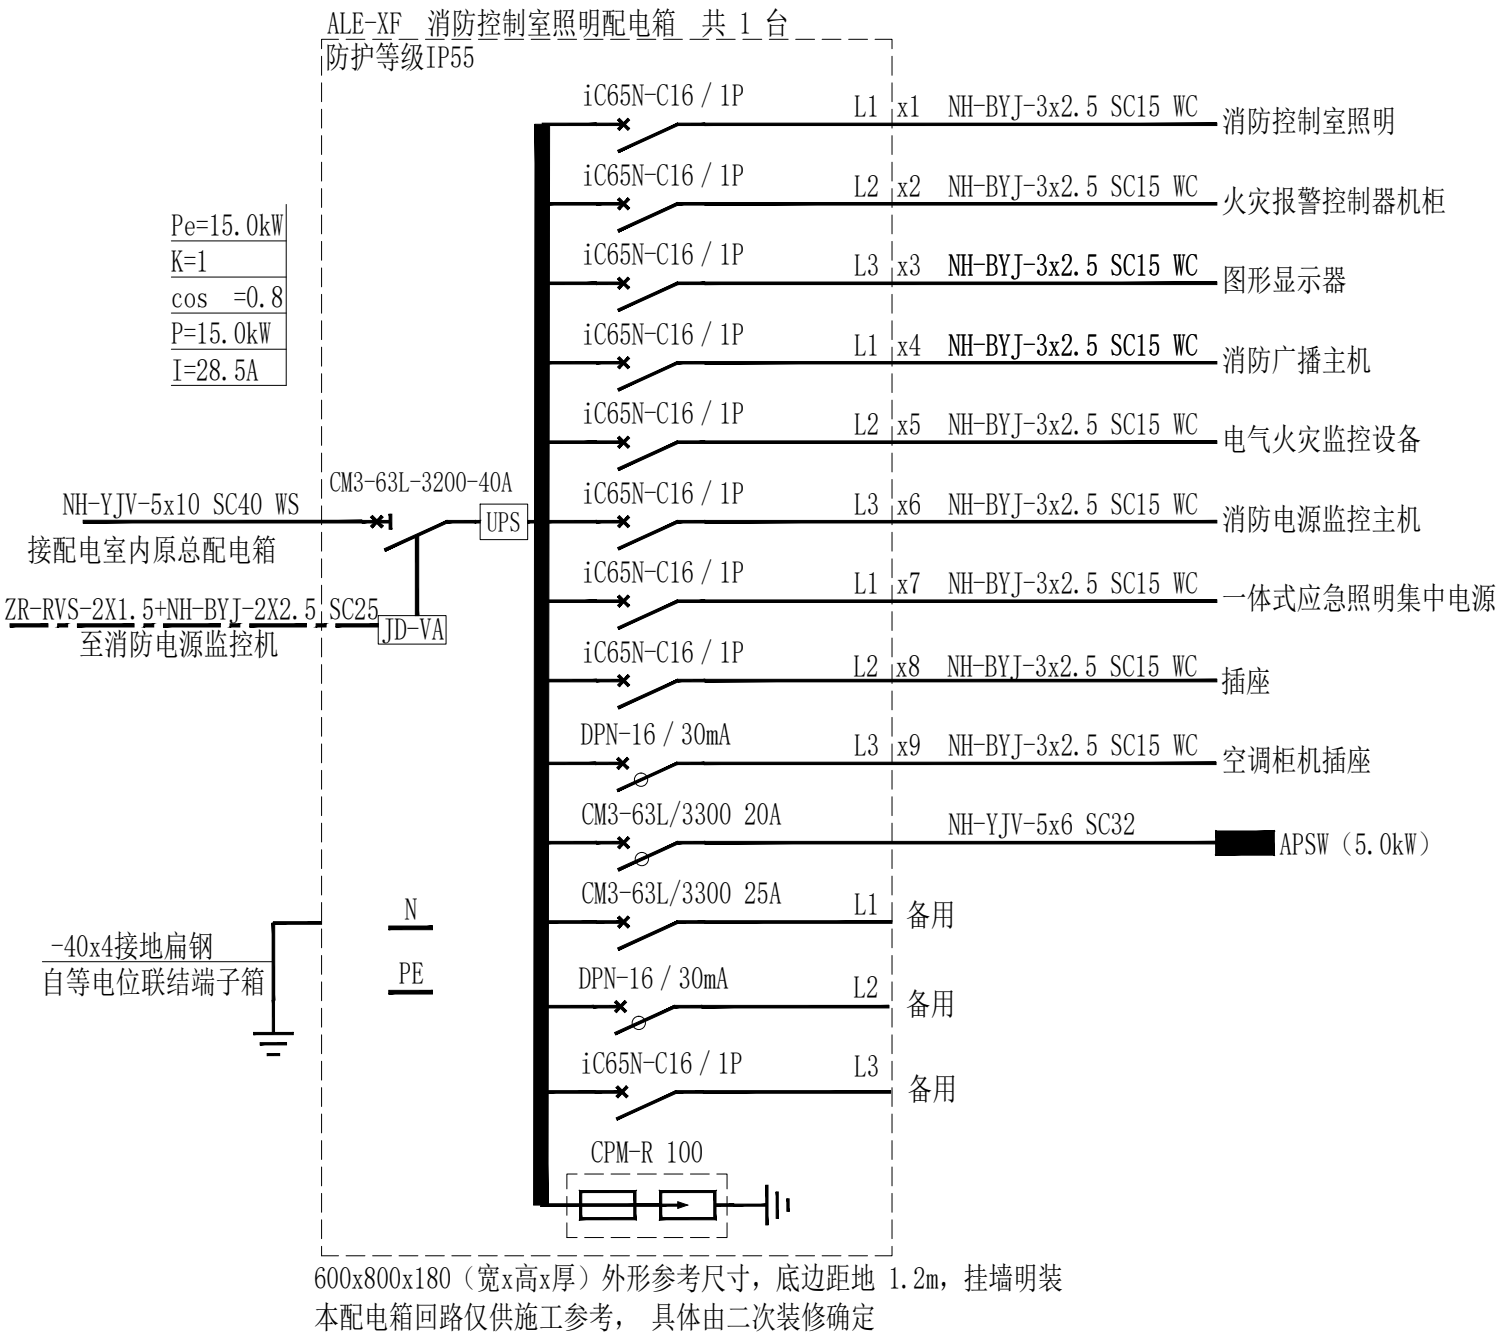 ALE-XF 消防控制室照明配电箱 共 1 台
防护等级IP55
iC65N-C16 / 1P L1 x1 NH-BYJ-3x2.5 SC15 WC 消防控制室照明
iC65N-C16 / 1P L2 x2 NH-BYJ-3x2.5 SC15 WC 火灾报警控制器机柜
Pe=15.0kW
K=1
cos =0.8
P=15.0kW
I=28.5A
iC65N-C16 / 1P L3 x3 NH-BYJ-3x2.5 SC15 WC 图形显示器
iC65N-C16 / 1P L1 x4 NH-BYJ-3x2.5 SC15 WC 消防广播主机
iC65N-C16 / 1P L2 x5 NH-BYJ-3x2.5 SC15 WC 电气火灾监控设备
CM3-63L-3200-40A
NH-YJV-5x10 SC40 WS
UPS
接配电室内原总配电箱
iC65N-C16 / 1P L3 x6 NH-BYJ-3x2.5 SC15 WC 消防电源监控主机
iC65N-C16 / 1P L1 x7 NH-BYJ-3x2.5 SC15 WC 一体式应急照明集中电源
ZR-RVS-2X1.5+NH-BYJ-2X2.5 SC25
JD-VA
至消防电源监控机
iC65N-C16 / 1P L2 x8 NH-BYJ-3x2.5 SC15 WC 插座
DPN-16 / 30mA L3 x9 NH-BYJ-3x2.5 SC15 WC 空调柜机插座
CM3-63L/3300 20A NH-YJV-5x6 SC32 APSW（5.0kW）
CM3-63L/3300 25A L1 备用
N
-40x4接地扁钢
自等电位联结端子箱
PE
DPN-16 / 30mA L2 备用
iC65N-C16 / 1P L3 备用
CPM-R 100
600x800x180（宽x高x厚）外形参考尺寸，底边距地 1.2m，挂墙明装
本配电箱回路仅供施工参考， 具体由二次装修确定